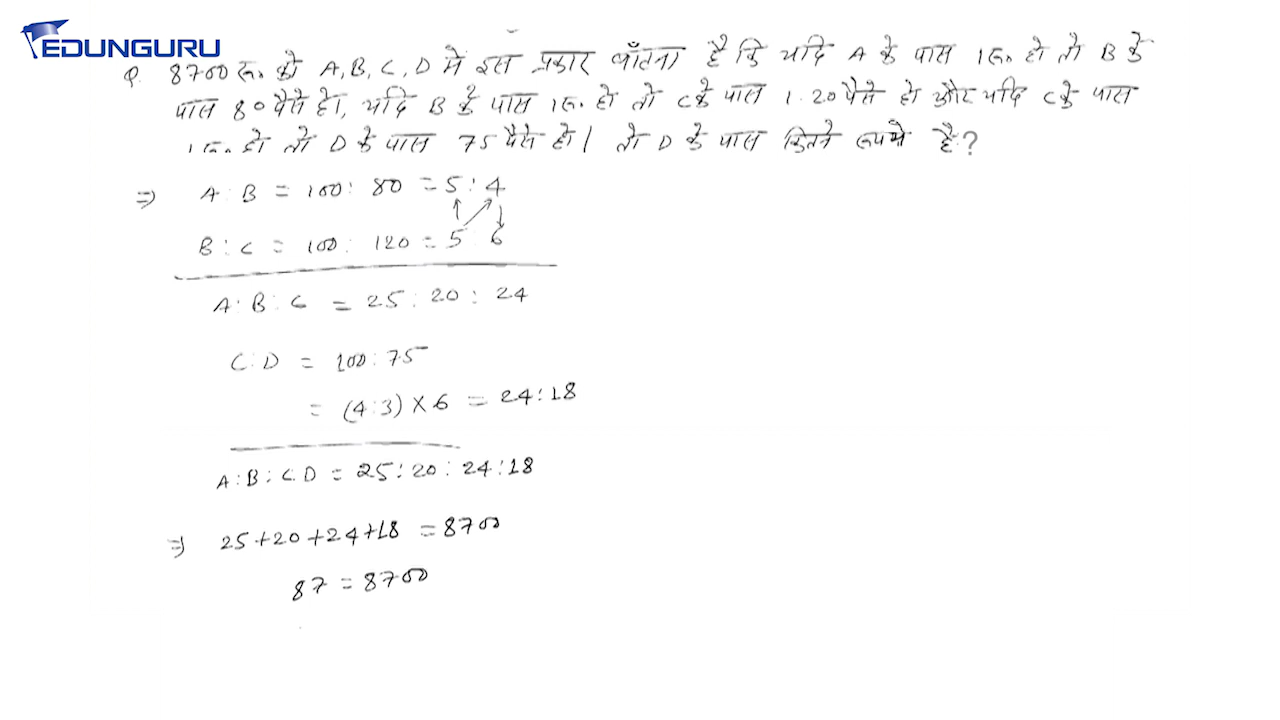 EDUNGURU
Q. 8700 रु. को A, B, C, D मे इस प्रकार बाँटना है कि यदि A के पास 1रु. हो तो B के
पास 80 पैसे हो, यदि B के पास 1रु. हो तो C के पास 1.20 पैसे हो और यदि C के पास
1रु. हो तो D के पास 75 पैसे हो। तो D के पास कितने रुपये है?
⇒ A : B = 100 : 80 = 5 : 4
B : C = 100 : 120 = 5 6
A : B : C = 25 : 20 : 24
C : D = 100 : 75
= (4 : 3) × 6 = 24 : 18
A : B : C D = 25 : 20 : 24 : 18
⇒ 25 + 20 + 24 + 18 = 8700
87 = 8700